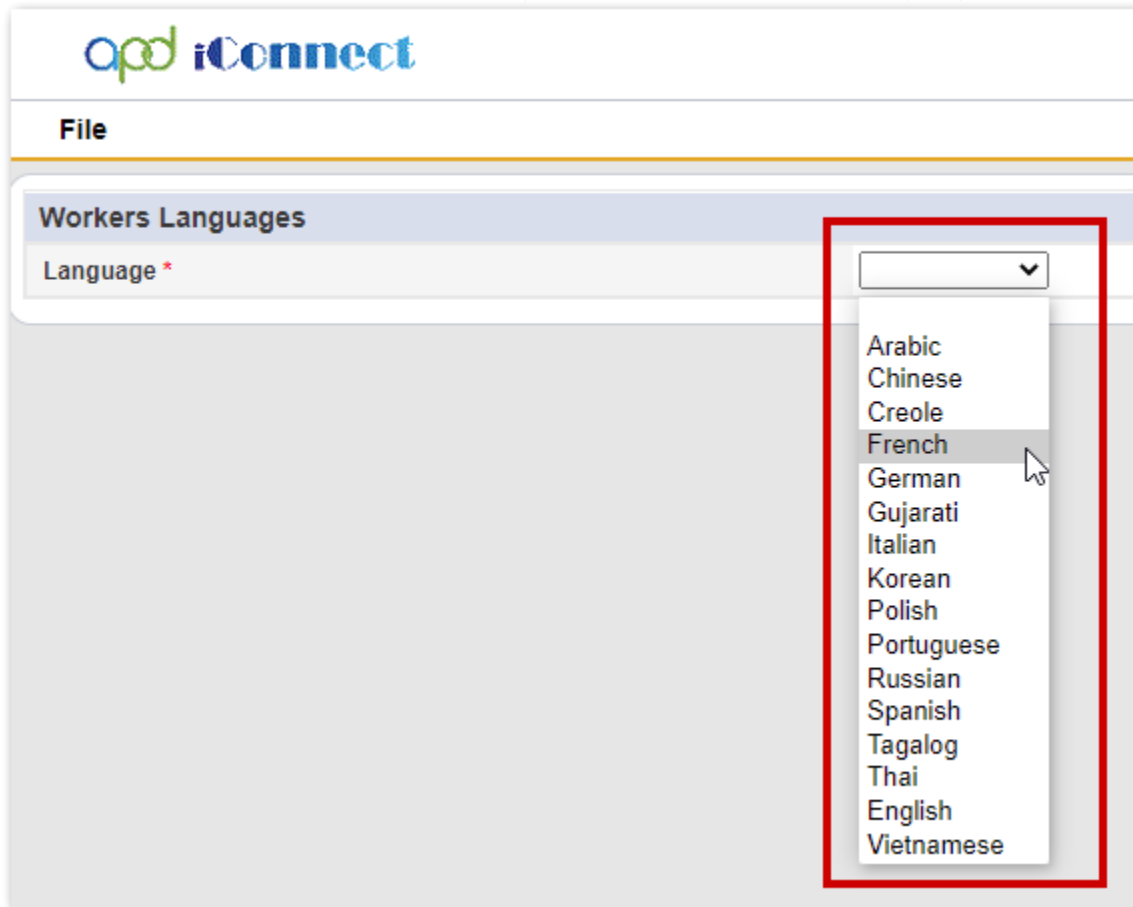 apd iConnect
File
Workers Languages
Language *
Arabic
Chinese
Creole
French
German
Gujarati
Italian
Korean
Polish
Portuguese
Russian
Spanish
Tagalog
Thai
English
Vietnamese